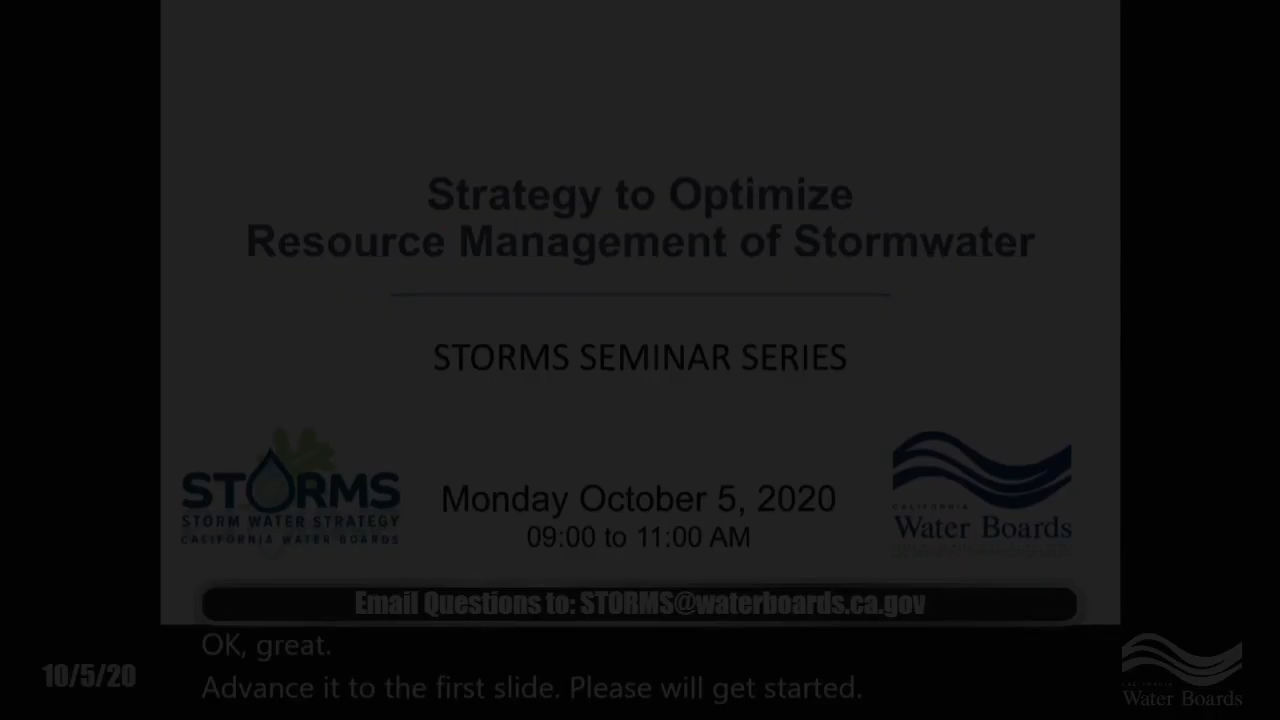 Strategy to Optimize
Resource Management of Stormwater
STORMS SEMINAR SERIES
STORMS
STORM WATER STRATEGY
CALIFORNIA WATER BOARDS
Monday October 5, 2020
09:00 to 11:00 AM
CALIFORNIA
Water Boards
Email Questions to: STORMS@waterboards.ca.gov
OK, great.
Advance it to the first slide. Please will get started.
10/5/20
CALIFORNIA
Water Boards